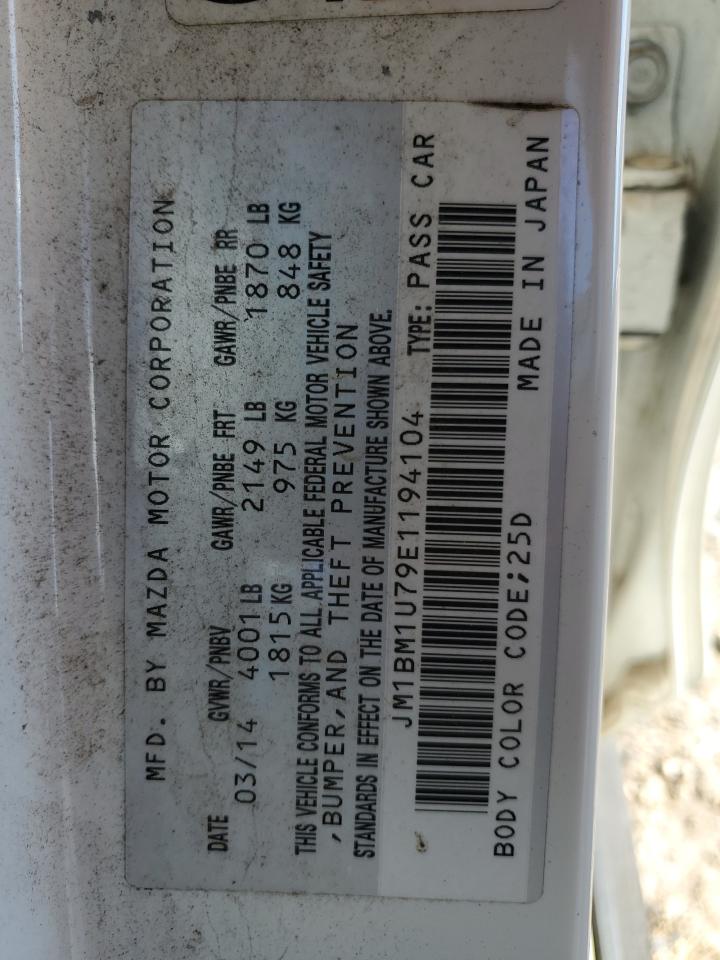 MFD. BY MAZDA MOTOR CORPORATION
DATE GVWR/PNBV GAWR/PNBE FRT GAWR/PNBE RR
03/14 4001 LB 2149 LB 1870 LB
1815 KG 975 KG 848 KG
THIS VEHICLE CONFORMS TO ALL APPLICABLE FEDERAL MOTOR VEHICLE SAFETY
,BUMPER,AND THEFT PREVENTION
STANDARDS IN EFFECT ON THE DATE OF MANUFACTURE SHOWN ABOVE.
JM1BM1U79E1194104 TYPE: PASS CAR
BODY COLOR CODE;25D MADE IN JAPAN